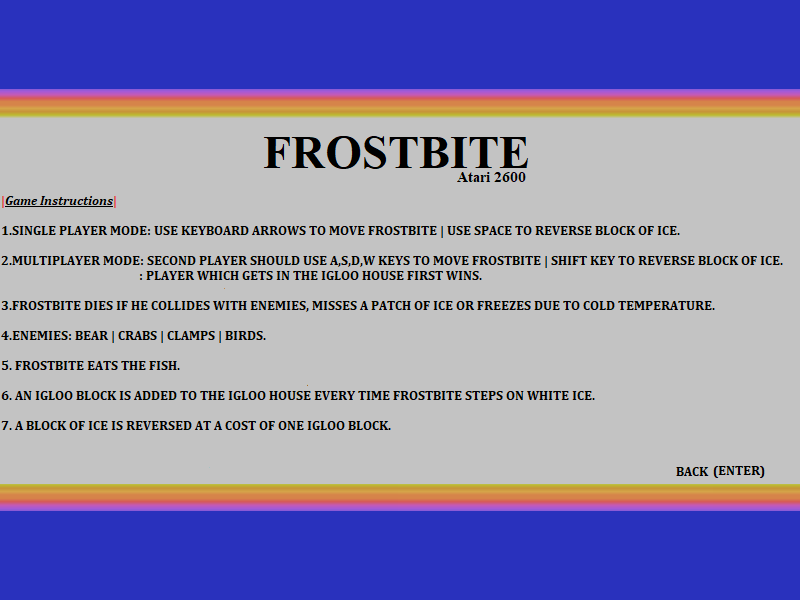 FROSTBITE
Atari 2600
|Game Instructions|
1.SINGLE PLAYER MODE: USE KEYBOARD ARROWS TO MOVE FROSTBITE | USE SPACE TO REVERSE BLOCK OF ICE.
2.MULTIPLAYER MODE: SECOND PLAYER SHOULD USE A,S,D,W KEYS TO MOVE FROSTBITE | SHIFT KEY TO REVERSE BLOCK OF ICE.
: PLAYER WHICH GETS IN THE IGLOO HOUSE FIRST WINS.
3.FROSTBITE DIES IF HE COLLIDES WITH ENEMIES, MISSES A PATCH OF ICE OR FREEZES DUE TO COLD TEMPERATURE.
4.ENEMIES: BEAR | CRABS | CLAMPS | BIRDS.
5. FROSTBITE EATS THE FISH.
6. AN IGLOO BLOCK IS ADDED TO THE IGLOO HOUSE EVERY TIME FROSTBITE STEPS ON WHITE ICE.
7. A BLOCK OF ICE IS REVERSED AT A COST OF ONE IGLOO BLOCK.
BACK (ENTER)